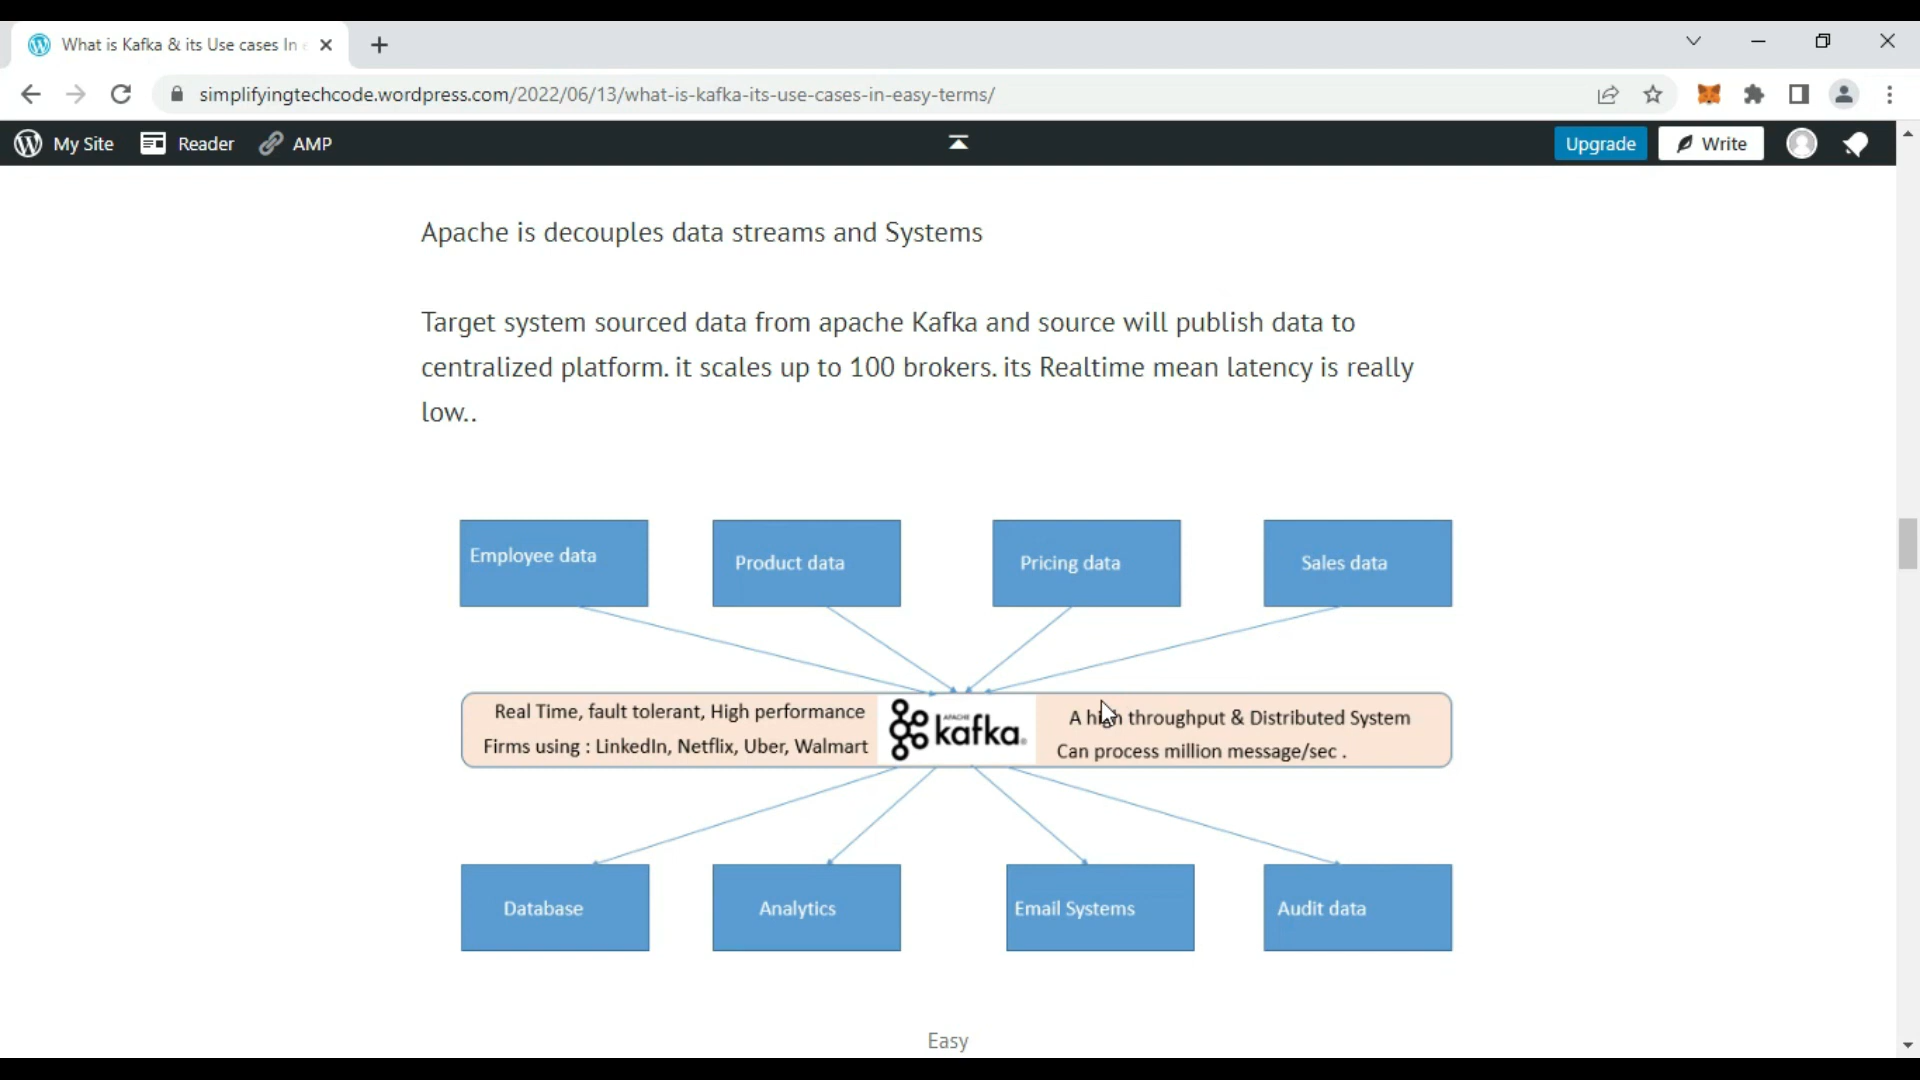 What is Kafka & its Use cases In
simplifyingtechcode.wordpress.com/2022/06/13/what-is-kafka-its-use-cases-in-easy-terms/
My Site Reader AMP Upgrade Write
Apache is decouples data streams and Systems
Target system sourced data from apache Kafka and source will publish data to
centralized platform. it scales up to 100 brokers. its Realtime mean latency is really
low..
Employee data Product data Pricing data Sales data
Real Time, fault tolerant, High performance
Firms using : LinkedIn, Netflix, Uber, Walmart
APACHE
kafka®
A high throughput & Distributed System
Can process million message/sec .
Database Analytics Email Systems Audit data
Easy